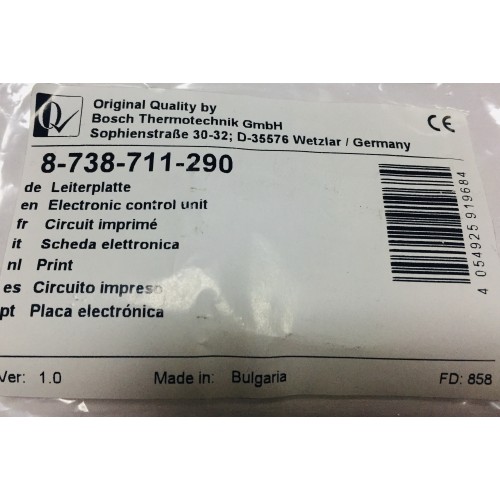 Original Quality by
Bosch Thermotechnik GmbH
Sophienstraße 30-32; D-35576 Wetzlar / Germany
CE
8-738-711-290
de Leiterplatte
en Electronic control unit
fr Circuit imprimé
it Scheda elettronica
nl Print
es Circuito impreso
pt Placa electrónica
4 054925 919684
Ver: 1.0 Made in: Bulgaria FD: 858